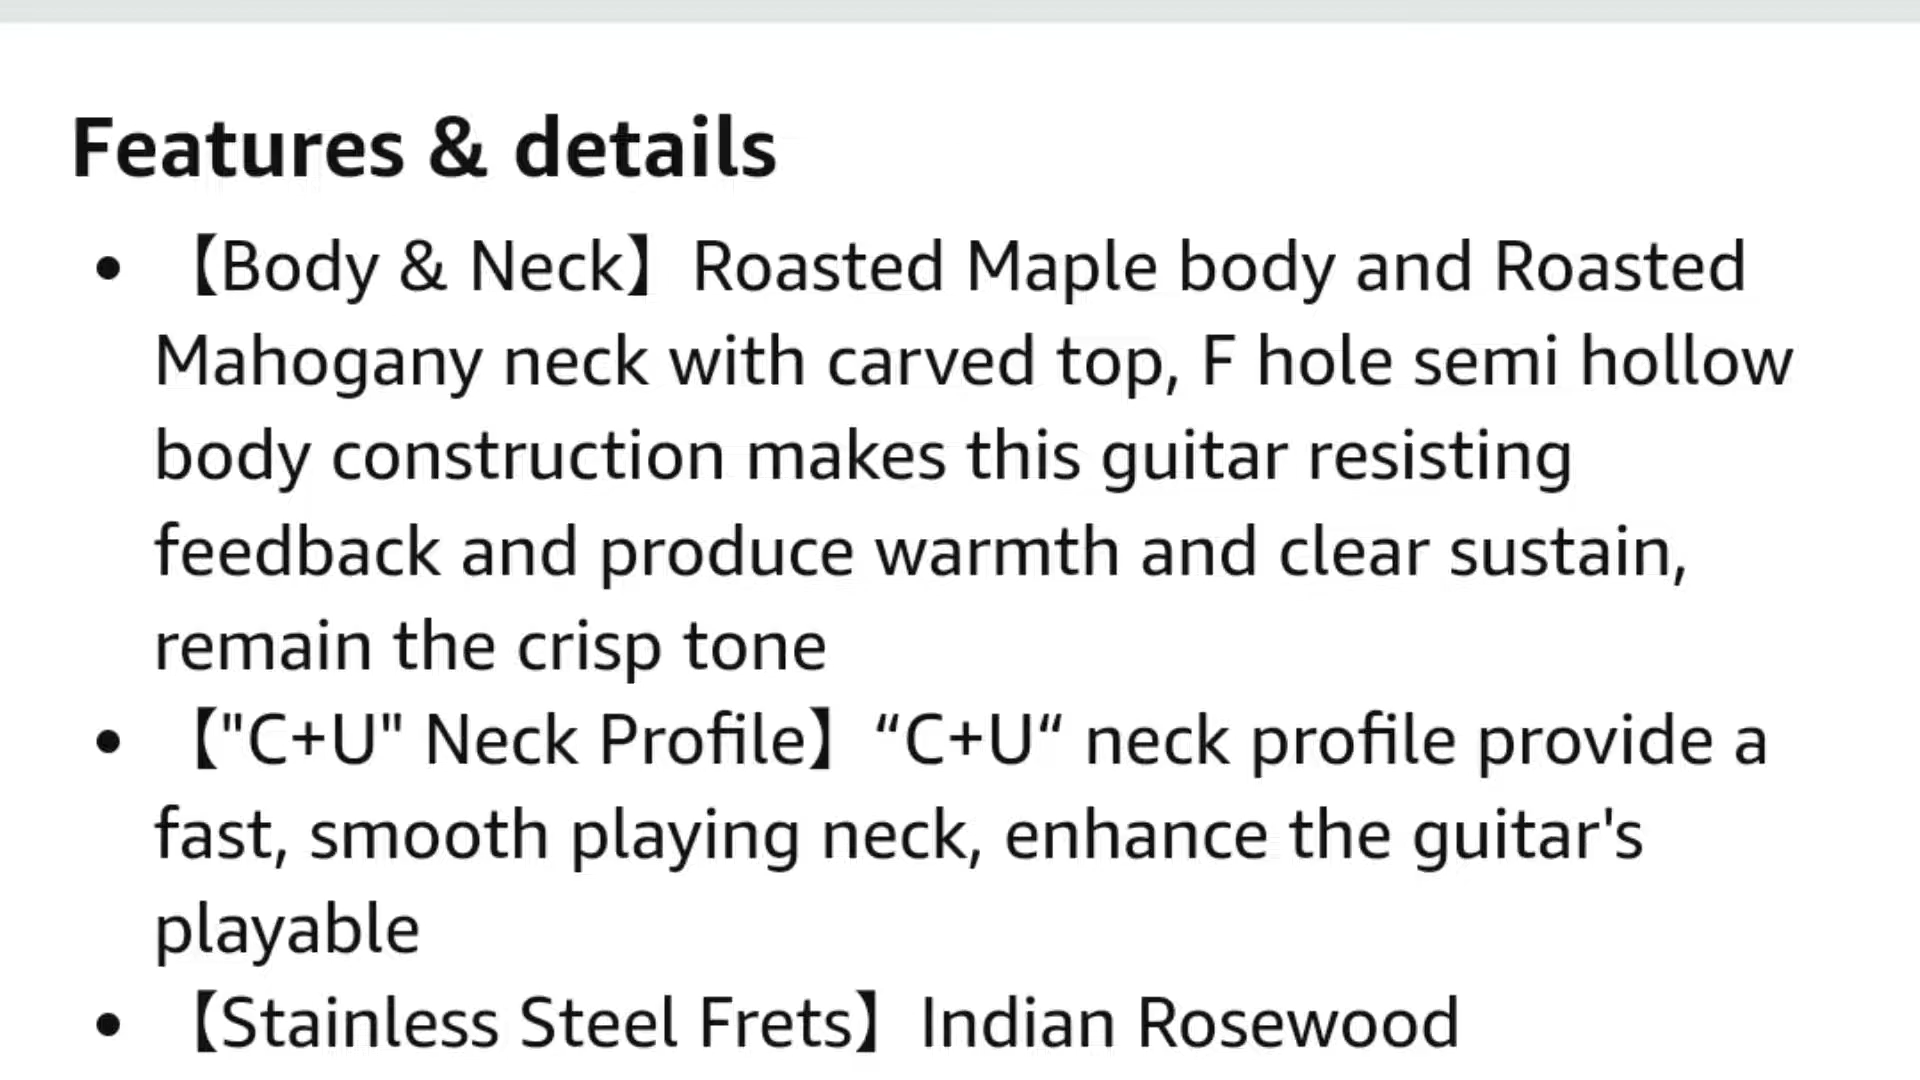 Features & details
• 【Body & Neck】Roasted Maple body and Roasted
Mahogany neck with carved top, F hole semi hollow
body construction makes this guitar resisting
feedback and produce warmth and clear sustain,
remain the crisp tone
• 【"C+U" Neck Profile】“C+U“ neck profile provide a
fast, smooth playing neck, enhance the guitar's
playable
• 【Stainless Steel Frets】Indian Rosewood